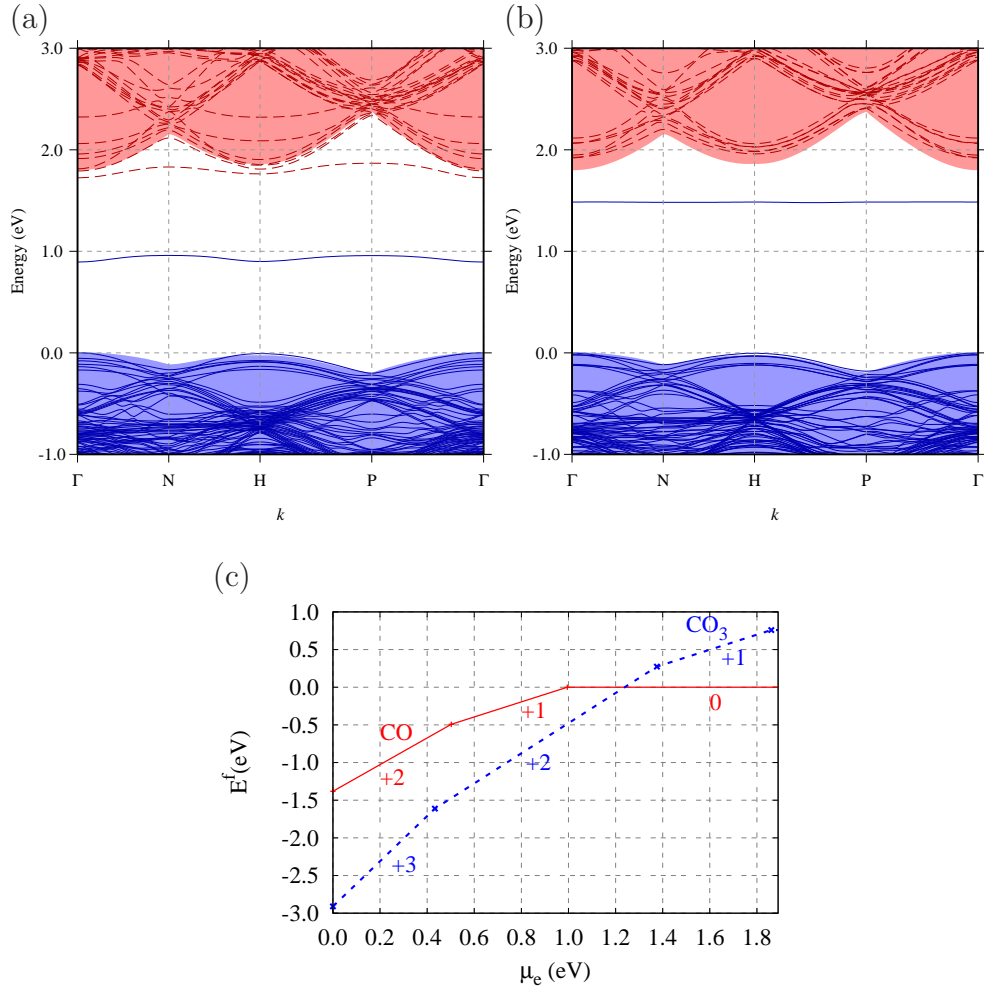 (a)
3.0
2.0
1.0
0.0
-1.0
Energy (eV)
Γ N H P Γ
k
(b)
3.0
2.0
1.0
0.0
-1.0
Energy (eV)
Γ N H P Γ
k
(c)
1.0
0.5
0.0
-0.5
-1.0
-1.5
-2.0
-2.5
-3.0
E^f(eV)
CO₃
+1
0
+1
CO
+2
+2
+3
0.0 0.2 0.4 0.6 0.8 1.0 1.2 1.4 1.6 1.8
μ_e (eV)